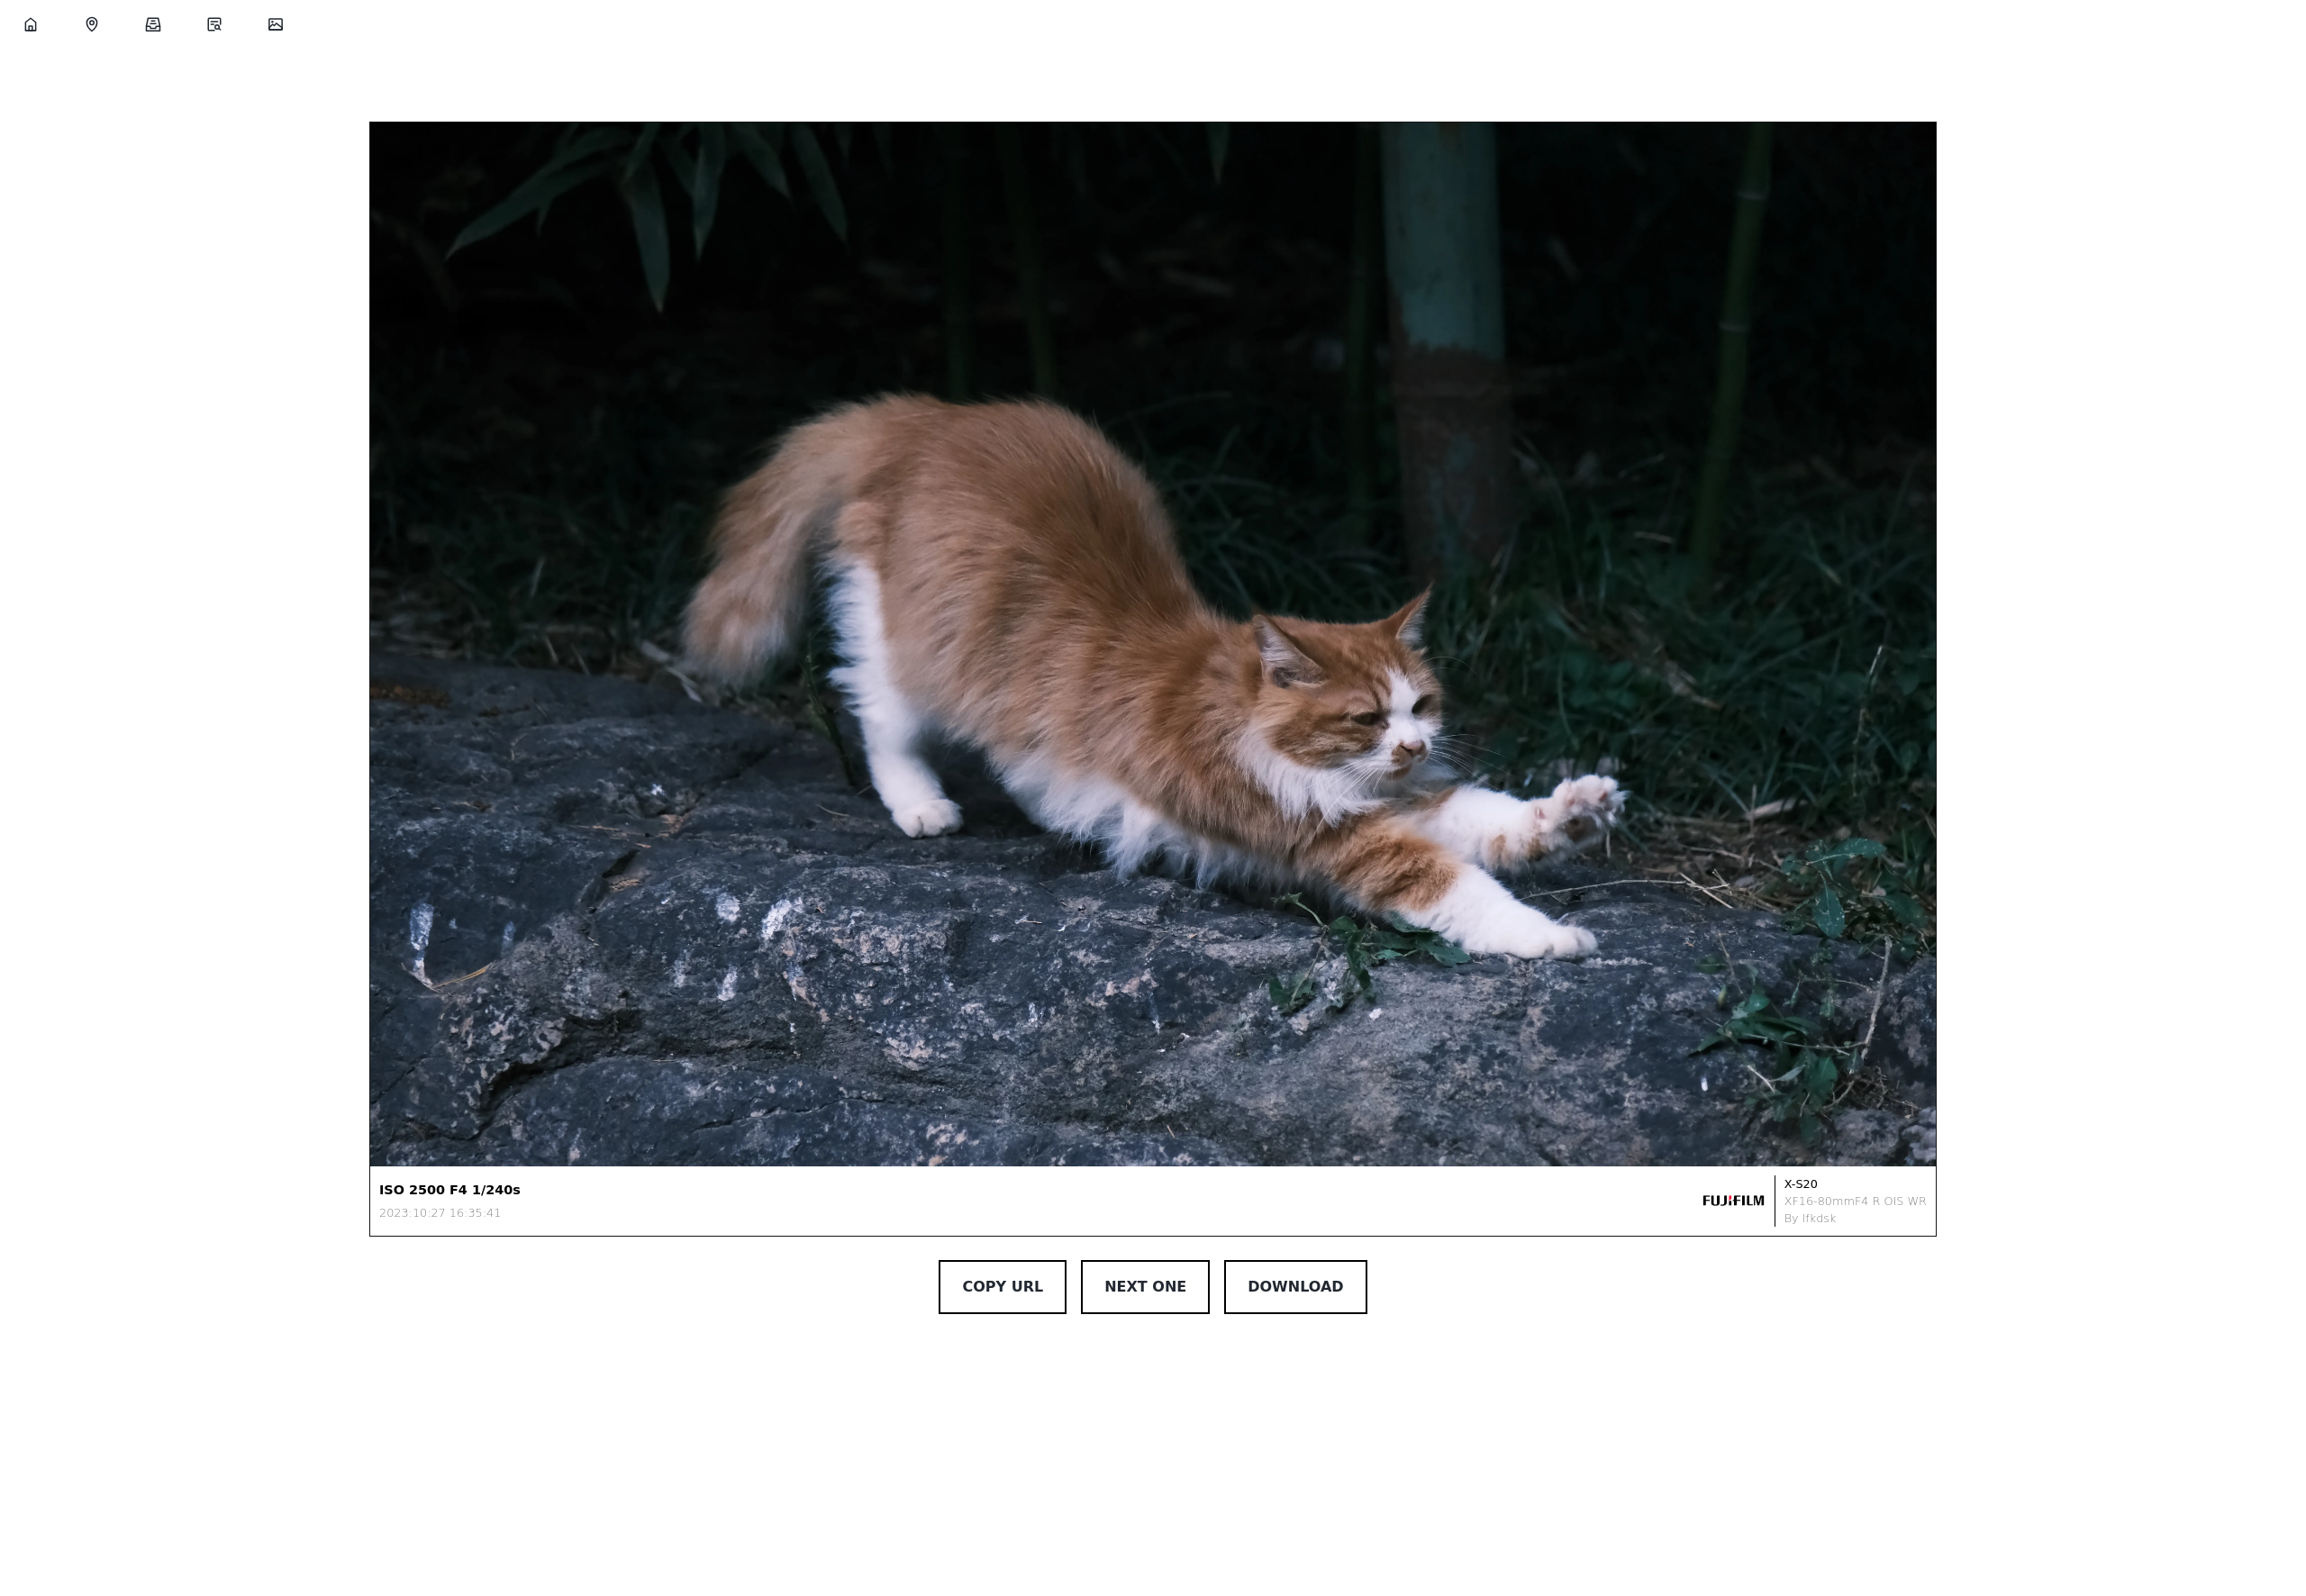 ISO 2500 F4 1/240s
2023:10:27 16:35:41
FUJIFILM
X-S20
XF16-80mmF4 R OIS WR
By lfkdsk
COPY URL
NEXT ONE
DOWNLOAD